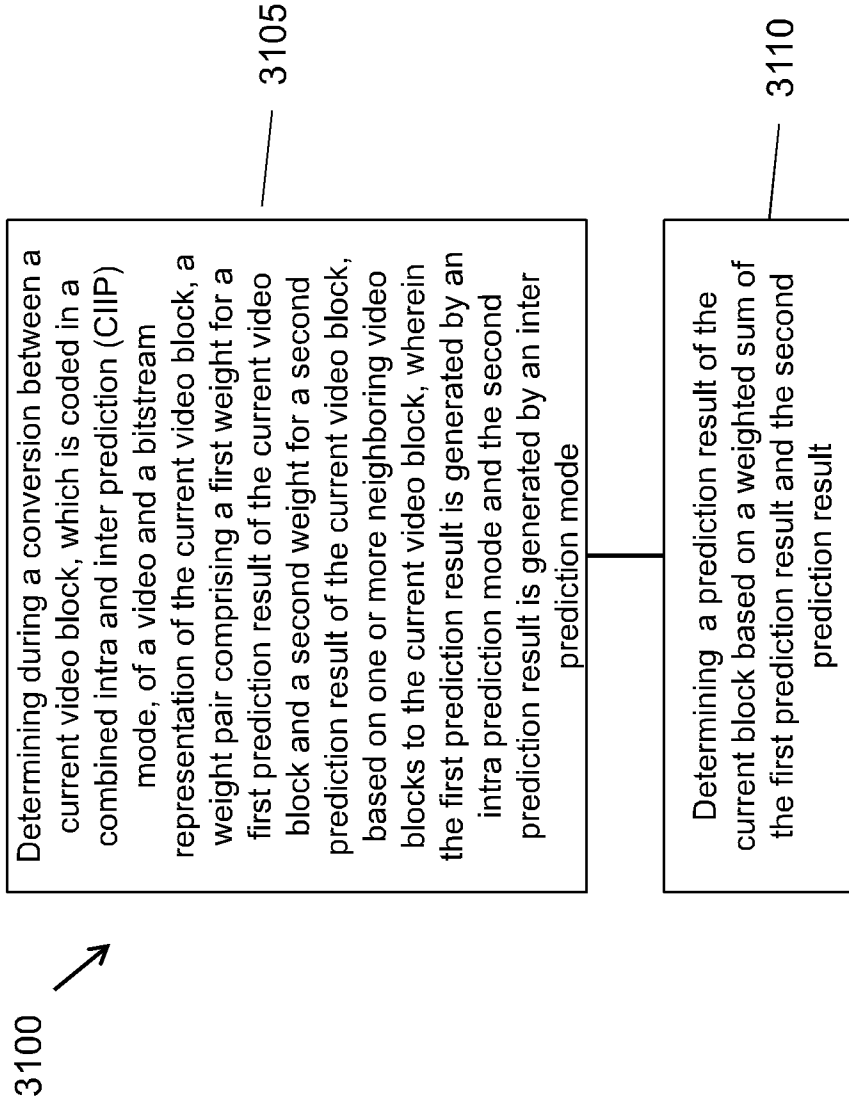 3100
Determining during a conversion between a
current video block, which is coded in a
combined intra and inter prediction (CIIP)
mode, of a video and a bitstream
representation of the current video block, a
weight pair comprising a first weight for a
first prediction result of the current video
block and a second weight for a second
prediction result of the current video block,
based on one or more neighboring video
blocks to the current video block, wherein
the first prediction result is generated by an
intra prediction mode and the second
prediction result is generated by an inter
prediction mode
3105
Determining a prediction result of the
current block based on a weighted sum of
the first prediction result and the second
prediction result
3110